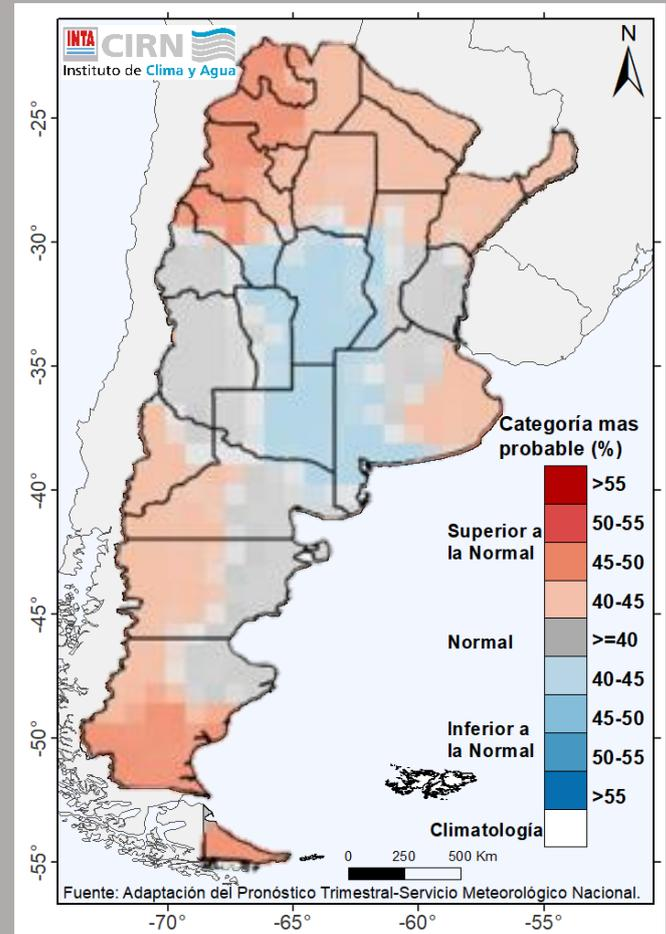 INTA CIRN
Instituto de Clima y Agua
N
-25°
-30°
-35°
-40°
-45°
-50°
-55°
Categoría mas
probable (%)
>55
50-55
Superior a
la Normal
45-50
40-45
Normal
>=40
40-45
45-50
Inferior a
la Normal
50-55
>55
Climatología
0 250 500 Km
Fuente: Adaptación del Pronóstico Trimestral-Servicio Meteorológico Nacional.
-70° -65° -60° -55°